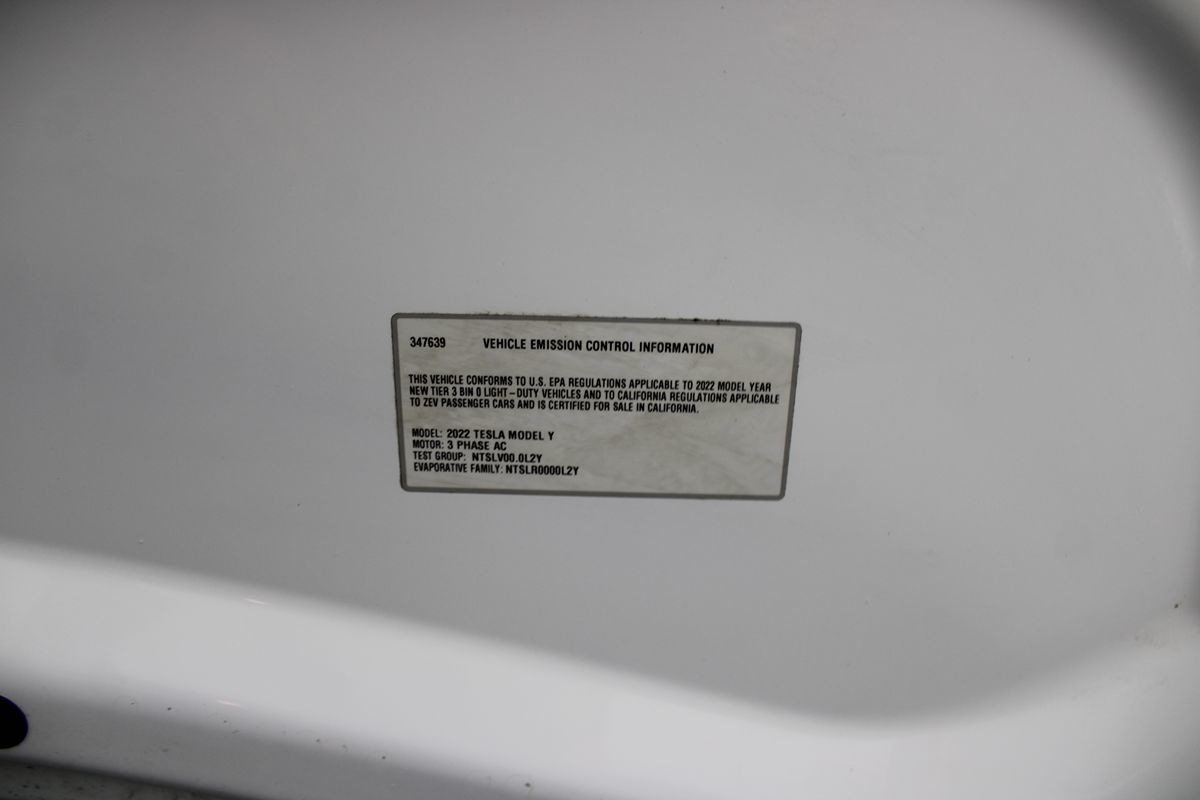 347639 VEHICLE EMISSION CONTROL INFORMATION
THIS VEHICLE CONFORMS TO U.S. EPA REGULATIONS APPLICABLE TO 2022 MODEL YEAR
NEW TIER 3 BIN 0 LIGHT-DUTY VEHICLES AND TO CALIFORNIA REGULATIONS APPLICABLE
TO ZEV PASSENGER CARS AND IS CERTIFIED FOR SALE IN CALIFORNIA.
MODEL: 2022 TESLA MODEL Y
MOTOR: 3 PHASE AC
TEST GROUP: NTSLV00.0L2Y
EVAPORATIVE FAMILY: NTSLR0000L2Y